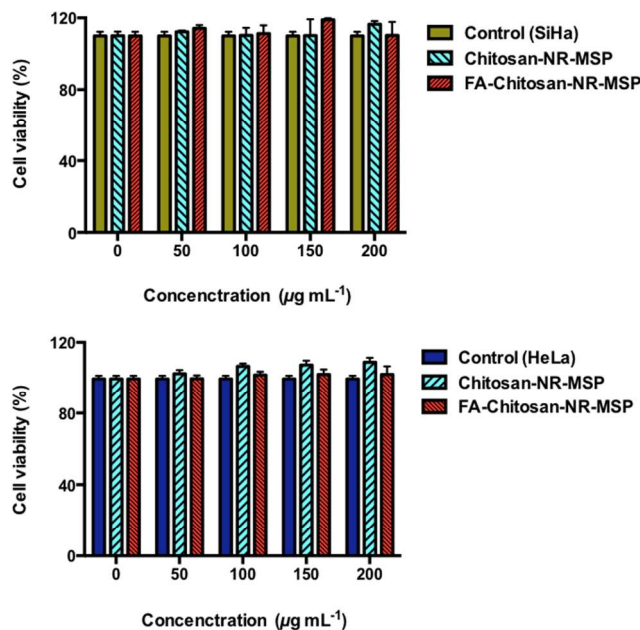 120
80
40
0
Cell viability (%)
0 50 100 150 200
Concenctration (µg mL-1)
Control (SiHa)
Chitosan-NR-MSP
FA-Chitosan-NR-MSP
120
80
40
0
Cell viability (%)
0 50 100 150 200
Concenctration (µg mL-1)
Control (HeLa)
Chitosan-NR-MSP
FA-Chitosan-NR-MSP